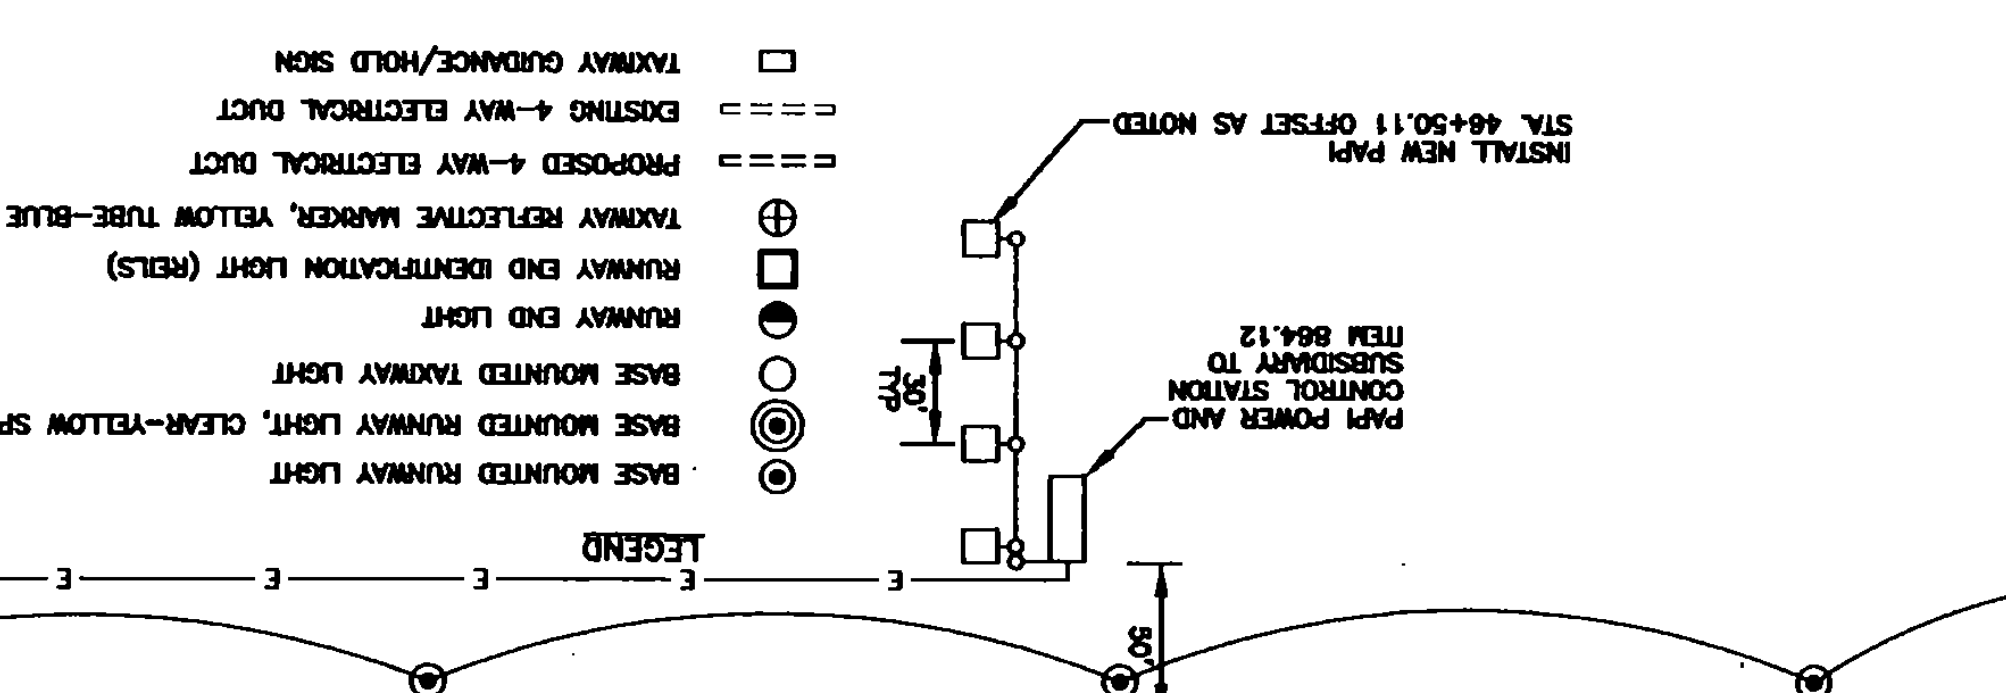 50'
E E E E E
PAPI POWER AND
CONTROL STATION
SUBSIDIARY TO
ITEM 864.12
30'
TYP
INSTALL NEW PAPI
STA. 46+50.11 OFFSET AS NOTED
LEGEND
BASE MOUNTED RUNWAY LIGHT
BASE MOUNTED RUNWAY LIGHT, CLEAR-YELLOW SP
BASE MOUNTED TAXIWAY LIGHT
RUNWAY END LIGHT
RUNWAY END IDENTIFICATION LIGHT (REILS)
TAXIWAY REFLECTIVE MARKER, YELLOW TUBE-BLUE
PROPOSED 4-WAY ELECTRICAL DUCT
EXISTING 4-WAY ELECTRICAL DUCT
TAXIWAY GUIDANCE/HOLD SIGN